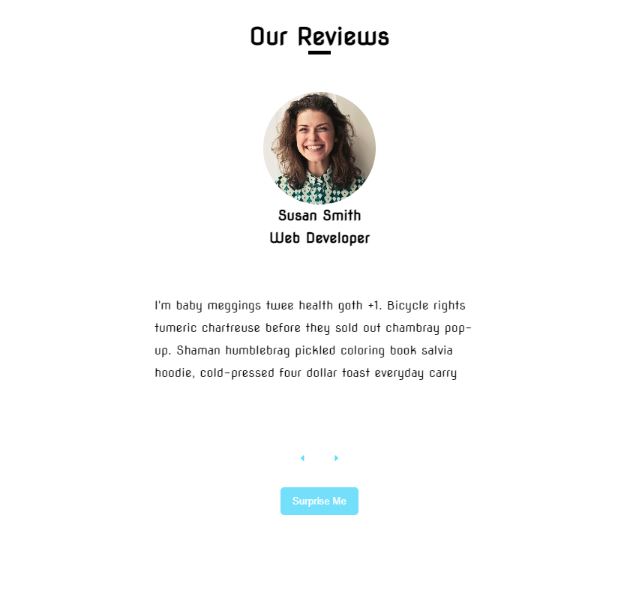 Our Reviews
Susan Smith
Web Developer
I'm baby meggings twee health goth +1. Bicycle rights
tumeric chartreuse before they sold out chambray pop-
up. Shaman humblebrag pickled coloring book salvia
hoodie, cold-pressed four dollar toast everyday carry
Surprise Me